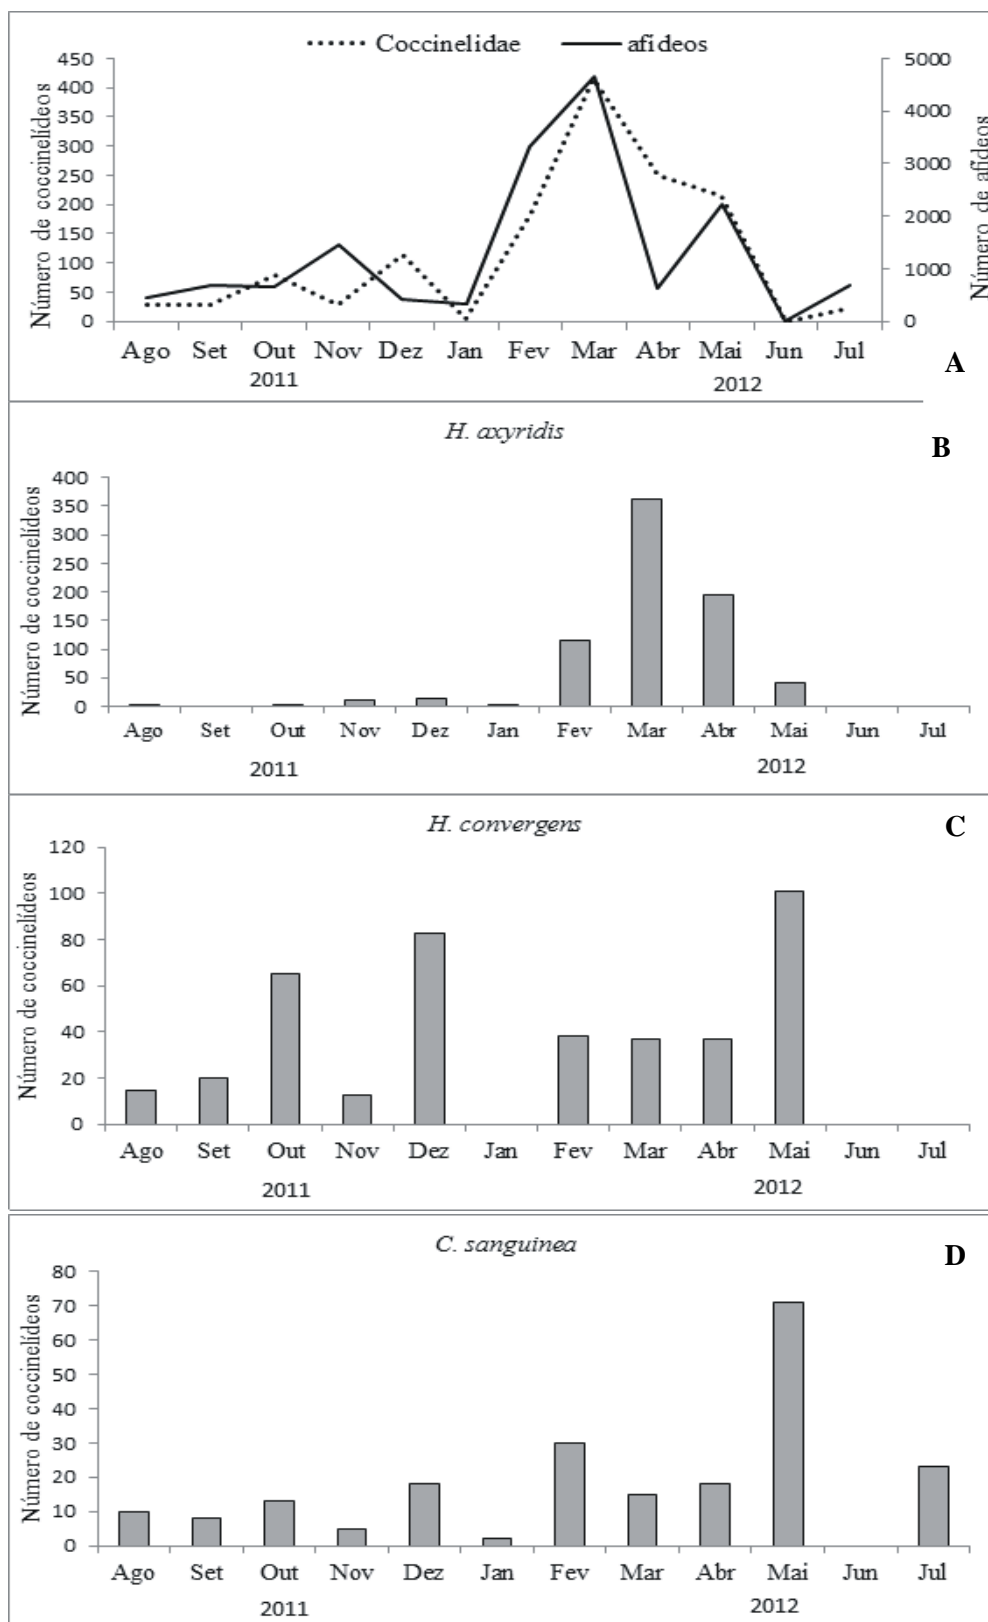 Coccinelidae afídeos
Número de coccinelídeos
450
400
350
300
250
200
150
100
50
0
5000
4000
3000
2000
1000
0
Número de afídeos
Ago Set Out Nov Dez Jan Fev Mar Abr Mai Jun Jul
2011 2012
A
H. axyridis
B
Número de coccinelídeos
400
350
300
250
200
150
100
50
0
Ago Set Out Nov Dez Jan Fev Mar Abr Mai Jun Jul
2011 2012
H. convergens
C
Número de coccinelídeos
120
100
80
60
40
20
0
Ago Set Out Nov Dez Jan Fev Mar Abr Mai Jun Jul
2011 2012
C. sanguinea
D
Número de coccinelídeos
80
70
60
50
40
30
20
10
0
Ago Set Out Nov Dez Jan Fev Mar Abr Mai Jun Jul
2011 2012